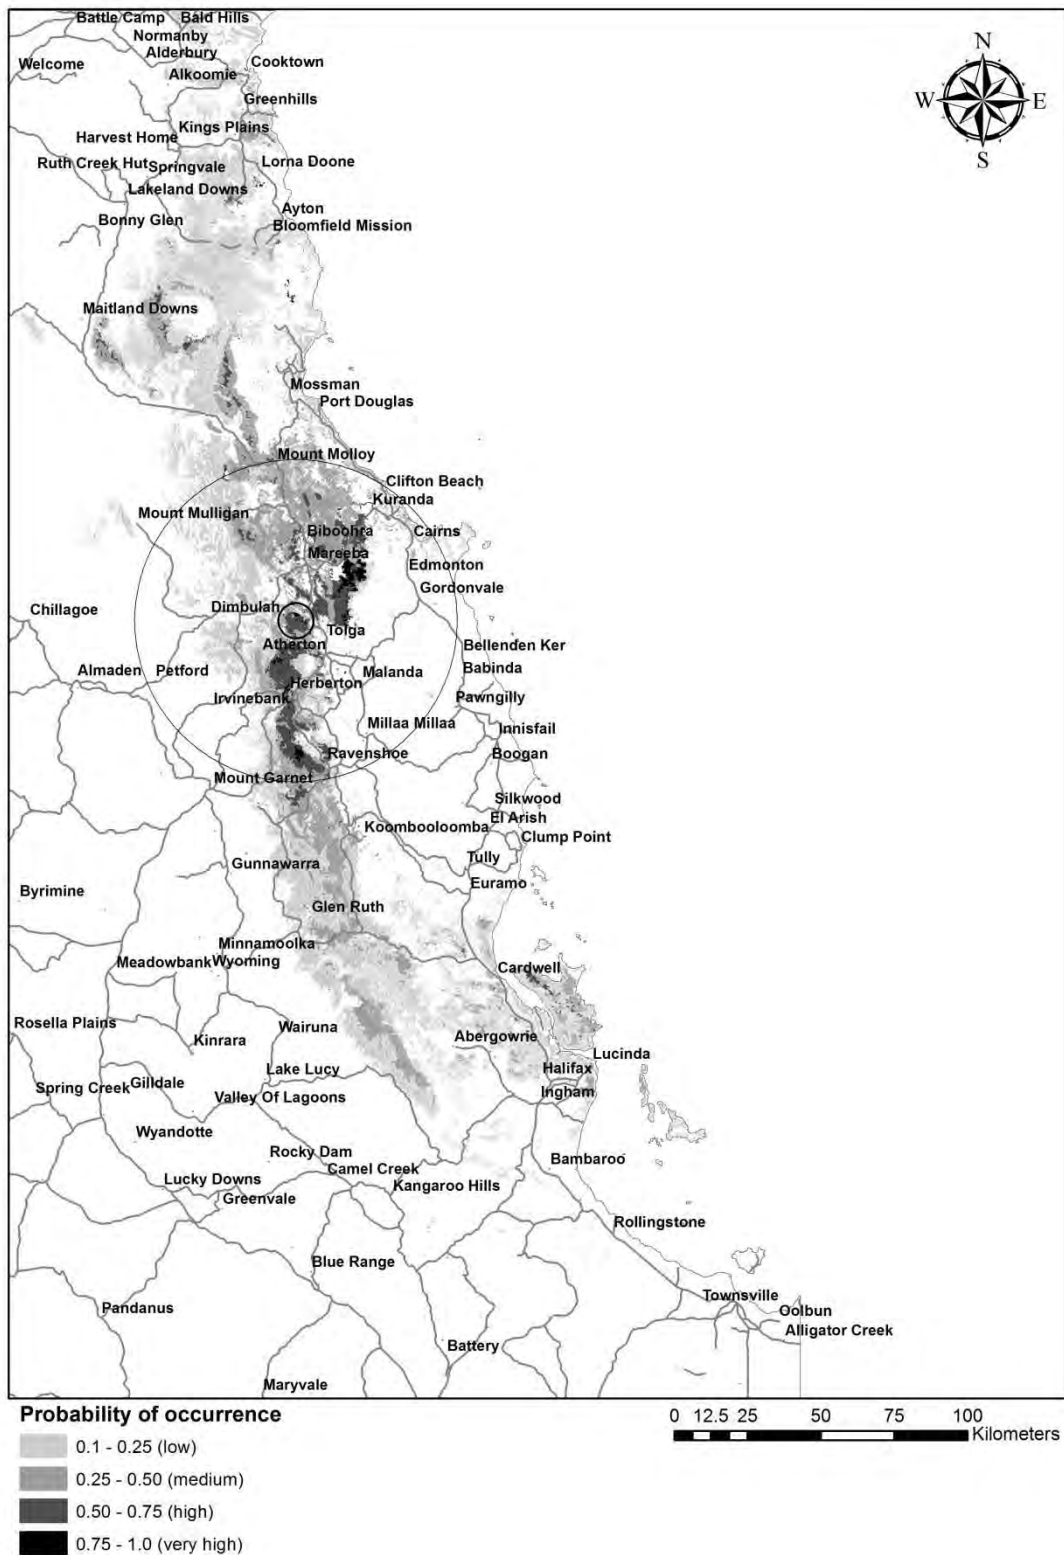 Battle Camp Bald Hills
Normanby
Alderbury
Welcome
Alkoomie
Cooktown
Greenhills
Kings Plains
Harvest Home
Ruth Creek Hut
Springvale
Lorna Doone
Lakeland Downs
Bonny Glen
Ayton
Bloomfield Mission
Maitland Downs
Mossman
Port Douglas
Mount Molloy
Clifton Beach
Kuranda
Mount Mulligan
Biboohra
Cairns
Mareeba
Edmonton
Gordonvale
Chillagoe
Dimbulah
Tolga
Atherton
Bellenden Ker
Almaden
Petford
Malanda
Babinda
Herberton
Irvinebank
Pawngilly
Millaa Millaa
Innisfail
Ravenshoe
Boogan
Mount Garnet
Silkwood
El Arish
Koombooloomba
Clump Point
Tully
Gunnawarra
Euramo
Byrimine
Glen Ruth
Minnamoolka
Meadowbank
Wyoming
Cardwell
Rosella Plains
Kinrara
Wairuna
Abergowrie
Lucinda
Lake Lucy
Halifax
Spring Creek
Gilldale
Valley Of Lagoons
Ingham
Wyandotte
Rocky Dam
Bambaroo
Camel Creek
Lucky Downs
Kangaroo Hills
Greenvale
Rollingstone
Blue Range
Pandanus
Townsville
Oolbun
Alligator Creek
Battery
Maryvale
N
W E
S
Probability of occurrence
0.1 - 0.25 (low)
0.25 - 0.50 (medium)
0.50 - 0.75 (high)
0.75 - 1.0 (very high)
0 12.5 25 50 75 100
Kilometers